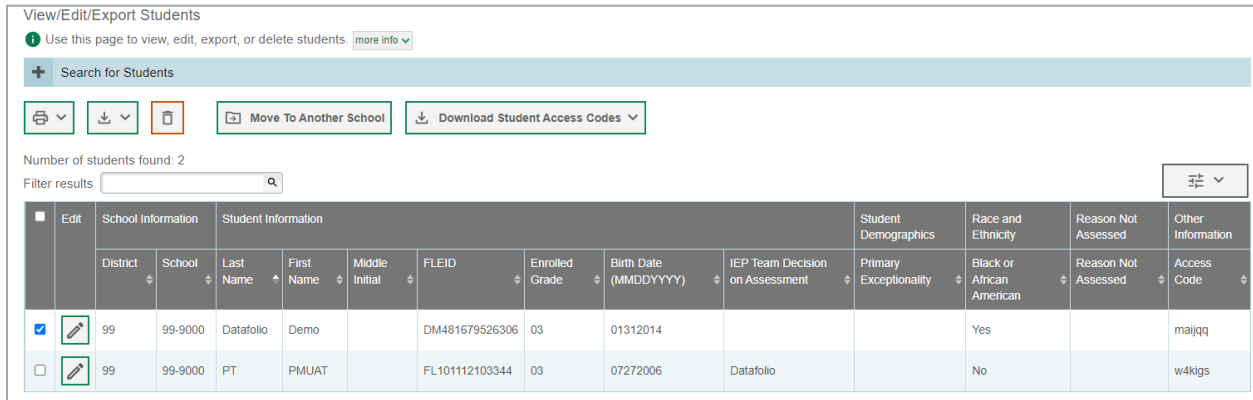 View/Edit/Export Students
Use this page to view, edit, export, or delete students. more info
Search for Students
Move To Another School Download Student Access Codes
Number of students found: 2
Filter results
Edit School Information Student Information Student Demographics Race and Ethnicity Reason Not Assessed Other Information
District School Last Name First Name Middle Initial FLEID Enrolled Grade Birth Date (MMDDYYYY) IEP Team Decision on Assessment Primary Exceptionality Black or African American Reason Not Assessed Access Code
99 99-9000 Datafolio Demo DM481679526306 03 01312014 Yes maijqq
99 99-9000 PT PMUAT FL101112103344 03 07272006 Datafolio No w4kigs